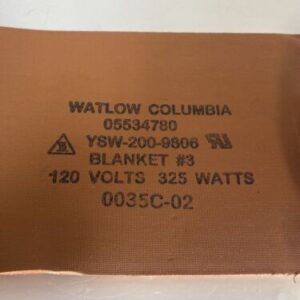 WATLOW COLUMBIA
05534780
YSW-200-9806
BLANKET #3
120 VOLTS 325 WATTS
0035C-02